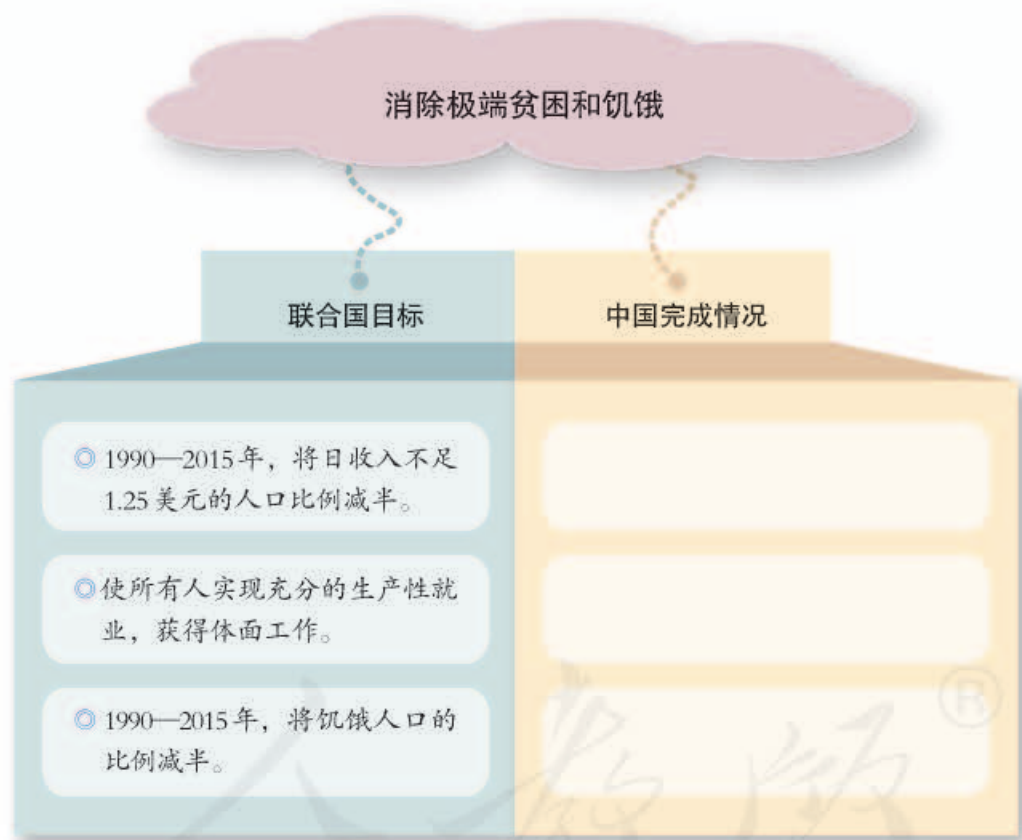 消除极端贫困和饥饿
联合国目标
中国完成情况
◎ 1990—2015年，将日收入不足
1.25美元的人口比例减半。
◎使所有人实现充分的生产性就
业，获得体面工作。
◎ 1990—2015年，将饥饿人口的
比例减半。
人教版
®